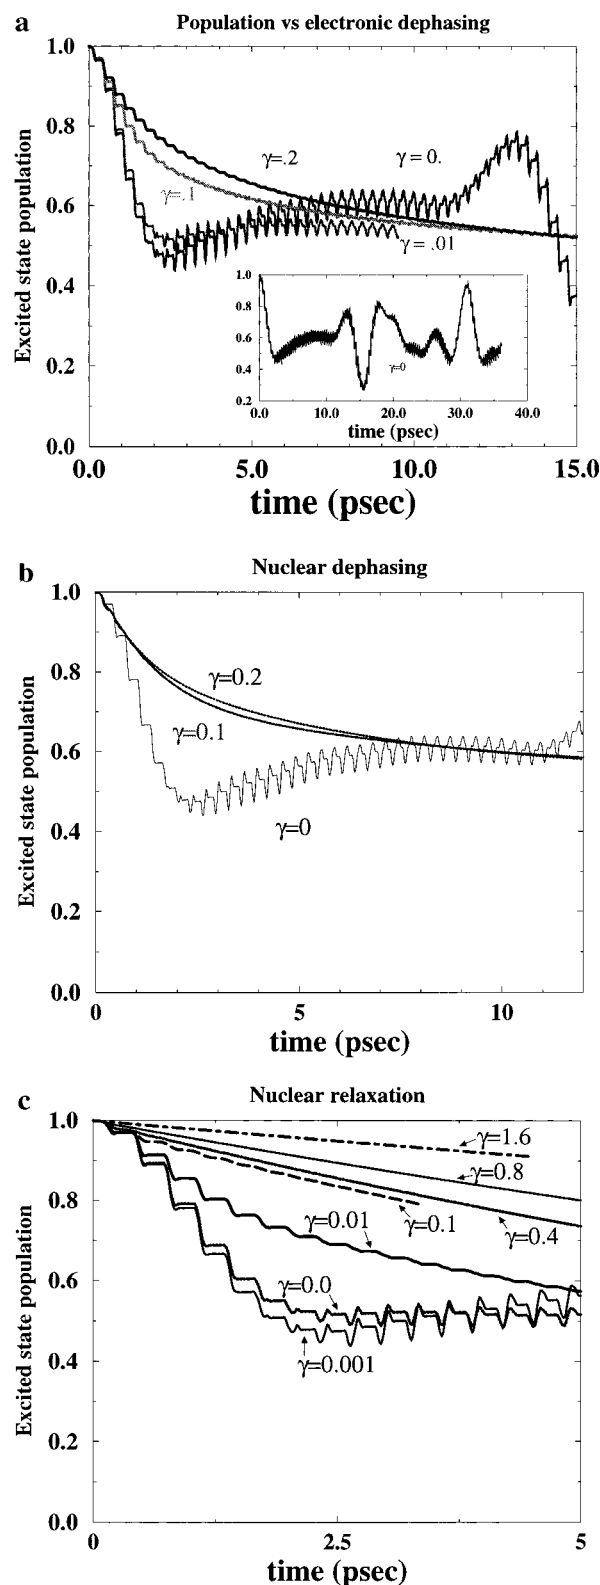 a
Population vs electronic dephasing
1.0
0.8
0.6
0.4
0.2
0.0
Excited state population
γ=.2
γ = 0.
γ=.1
γ = .01
1.0
0.8
0.6
0.4
0.2
γ=0
0.0 10.0 20.0 30.0 40.0
time (psec)
0.0 5.0 10.0 15.0
time (psec)
b
Nuclear dephasing
1.0
0.8
0.6
0.4
0.2
0.0
Excited state population
γ=0.2
γ=0.1
γ=0
0 5 10
time (psec)
c
Nuclear relaxation
1.0
0.8
0.6
0.4
0.2
0.0
Excited state population
γ=1.6
γ=0.8
γ=0.1
γ=0.4
γ=0.01
γ=0.0
γ=0.001
0 2.5 5
time (psec)